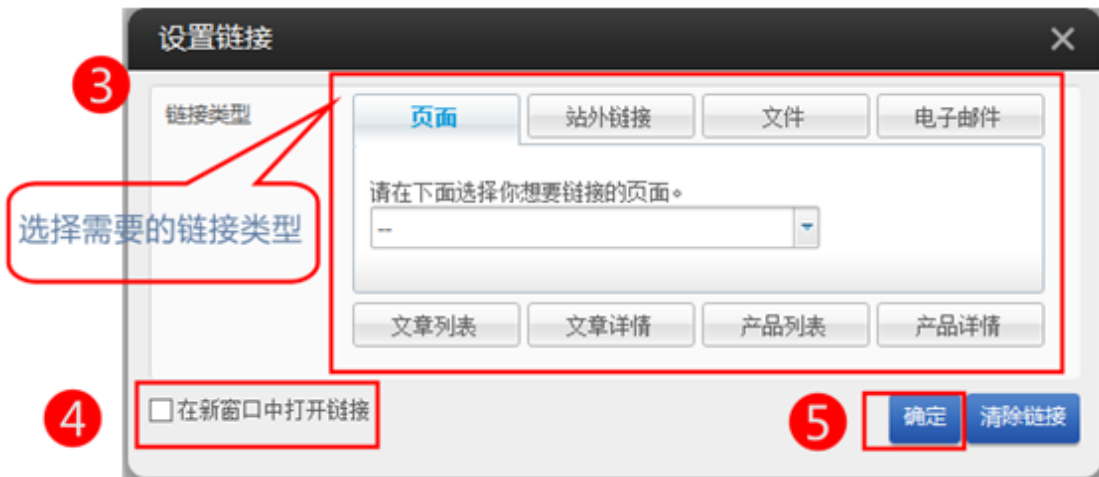 设置链接
3
链接类型
页面
站外链接
文件
电子邮件
请在下面选择你想要链接的页面。
--
选择需要的链接类型
文章列表
文章详情
产品列表
产品详情
4
在新窗口中打开链接
5
确定
清除链接